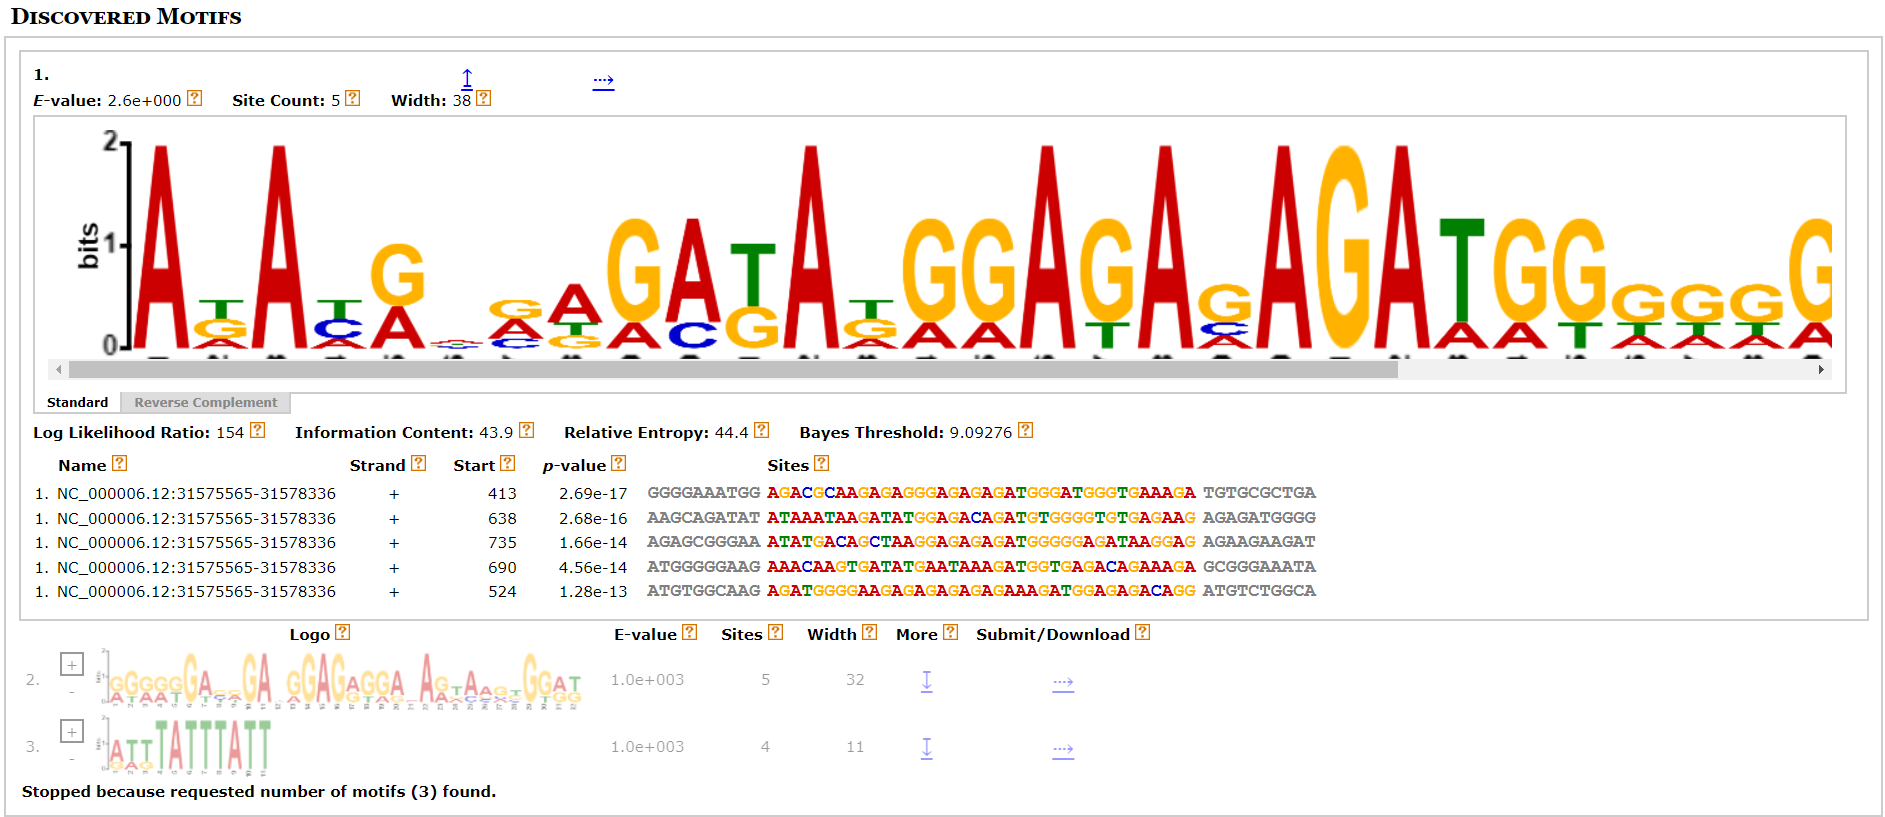 DISCOVERED MOTIFS
1.
E-value: 2.6e+000 ? Site Count: 5 ? Width: 38 ?
↥ ⇢
2
1
0
bits
Standard Reverse Complement
Log Likelihood Ratio: 154 ? Information Content: 43.9 ? Relative Entropy: 44.4 ? Bayes Threshold: 9.09276 ?
Name ? Strand ? Start ? p-value ? Sites ?
1. NC_000006.12:31575565-31578336 + 413 2.69e-17 GGGGAAATGG AGACGCAAGAGAGGGAGAGAGATGGGATGGGTGAAAGA TGTGCGCTGA
1. NC_000006.12:31575565-31578336 + 638 2.68e-16 AAGCAGATAT ATAAATAAGATATGGAGACAGATGTGGGGTGTGAGAAG AGAGATGGGG
1. NC_000006.12:31575565-31578336 + 735 1.66e-14 AGAGCGGGAA ATATGACAGCTAAGGAGAGAGATGGGGGAGATAAGGAG AGAAGAAGAT
1. NC_000006.12:31575565-31578336 + 690 4.56e-14 ATGGGGGAAG AAACAAGTGATATGAATAAAGATGGTGAGACAGAAAGA GCGGGAAATA
1. NC_000006.12:31575565-31578336 + 524 1.28e-13 ATGTGGCAAG AGATGGGGAAGAGAGAGAGAGAAAGATGGAGAGACAGG ATGTCTGGCA
Logo ? E-value ? Sites ? Width ? More ? Submit/Download ?
2. + - 1.0e+003 5 32 ↧ ⇢
3. + - 1.0e+003 4 11 ↧ ⇢
Stopped because requested number of motifs (3) found.